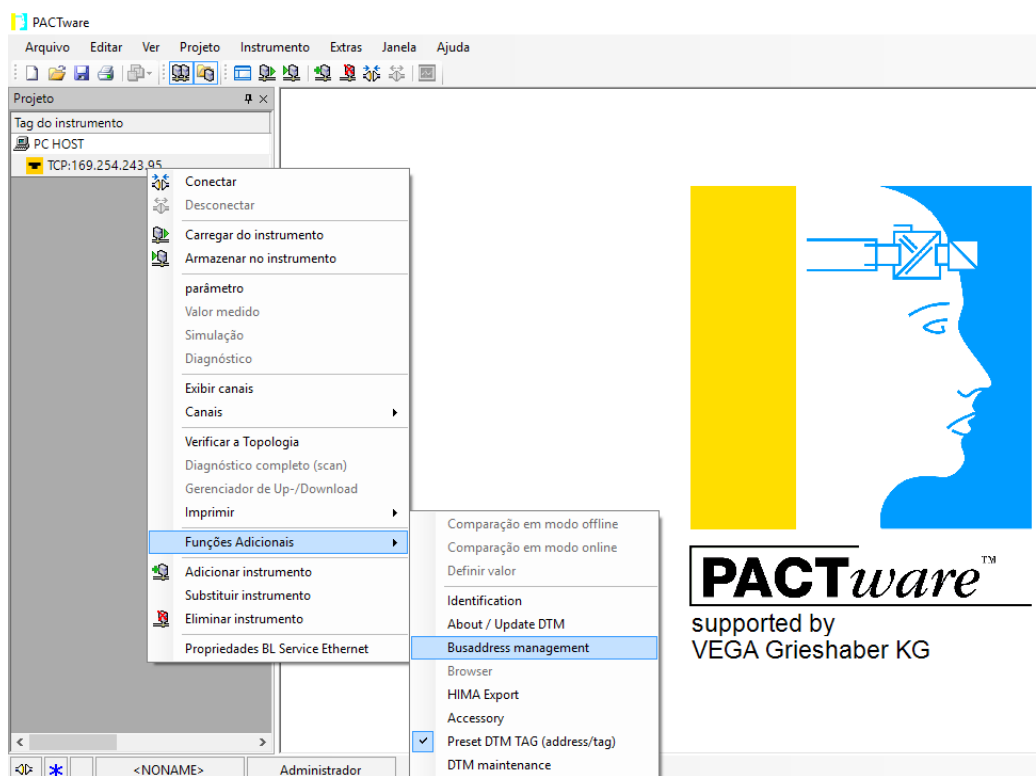 PACTware
Arquivo Editar Ver Projeto Instrumento Extras Janela Ajuda
Projeto
Tag do instrumento
PC HOST
TCP:169.254.243.95
Conectar
Desconectar
Carregar do instrumento
Armazenar no instrumento
parâmetro
Valor medido
Simulação
Diagnóstico
Exibir canais
Canais
Verificar a Topologia
Diagnóstico completo (scan)
Gerenciador de Up-/Download
Imprimir
Funções Adicionais
Adicionar instrumento
Substituir instrumento
Eliminar instrumento
Propriedades BL Service Ethernet
Comparação em modo offline
Comparação em modo online
Definir valor
Identification
About / Update DTM
Busaddress management
Browser
HIMA Export
Accessory
Preset DTM TAG (address/tag)
DTM maintenance
PACTware™
supported by
VEGA Grieshaber KG
<NONAME> Administrador